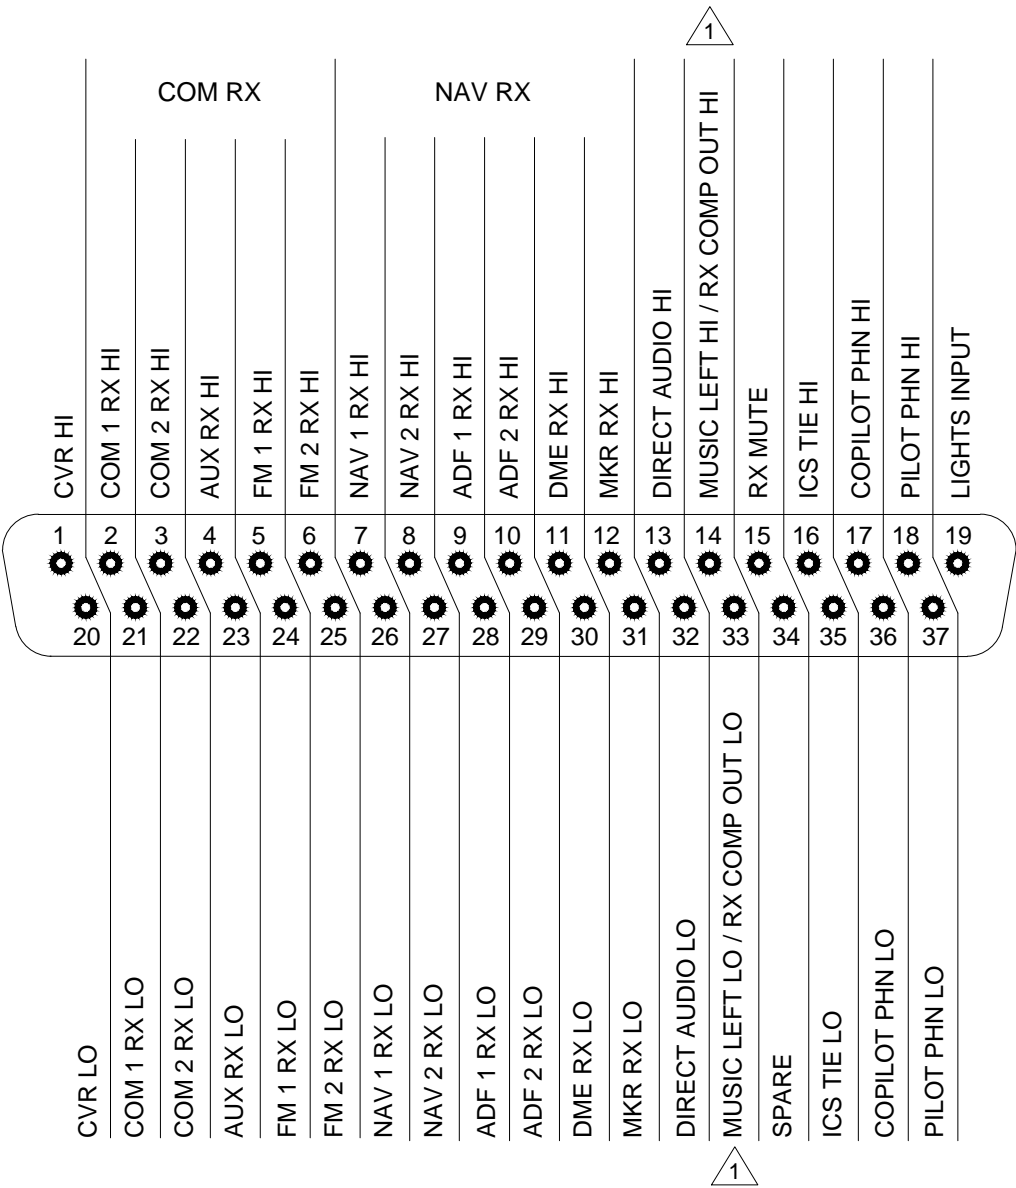 1
COM RX
NAV RX
CVR HI
COM 1 RX HI
COM 2 RX HI
AUX RX HI
FM 1 RX HI
FM 2 RX HI
NAV 1 RX HI
NAV 2 RX HI
ADF 1 RX HI
ADF 2 RX HI
DME RX HI
MKR RX HI
DIRECT AUDIO HI
MUSIC LEFT HI / RX COMP OUT HI
RX MUTE
ICS TIE HI
COPILOT PHN HI
PILOT PHN HI
LIGHTS INPUT
1 2 3 4 5 6 7 8 9 10 11 12 13 14 15 16 17 18 19
20 21 22 23 24 25 26 27 28 29 30 31 32 33 34 35 36 37
CVR LO
COM 1 RX LO
COM 2 RX LO
AUX RX LO
FM 1 RX LO
FM 2 RX LO
NAV 1 RX LO
NAV 2 RX LO
ADF 1 RX LO
ADF 2 RX LO
DME RX LO
MKR RX LO
DIRECT AUDIO LO
MUSIC LEFT LO / RX COMP OUT LO
SPARE
ICS TIE LO
COPILOT PHN LO
PILOT PHN LO
1